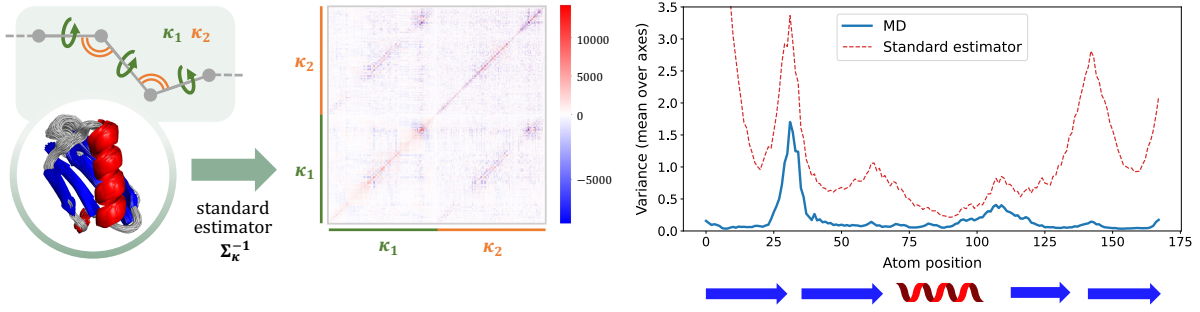 κ₁ κ₂
standard
estimator
Σκ⁻¹
κ₂
κ₁
κ₁ κ₂
10000
5000
0
−5000
3.5
3.0
2.5
2.0
1.5
1.0
0.5
0.0
Variance (mean over axes)
MD
Standard estimator
0 25 50 75 100 125 150 175
Atom position